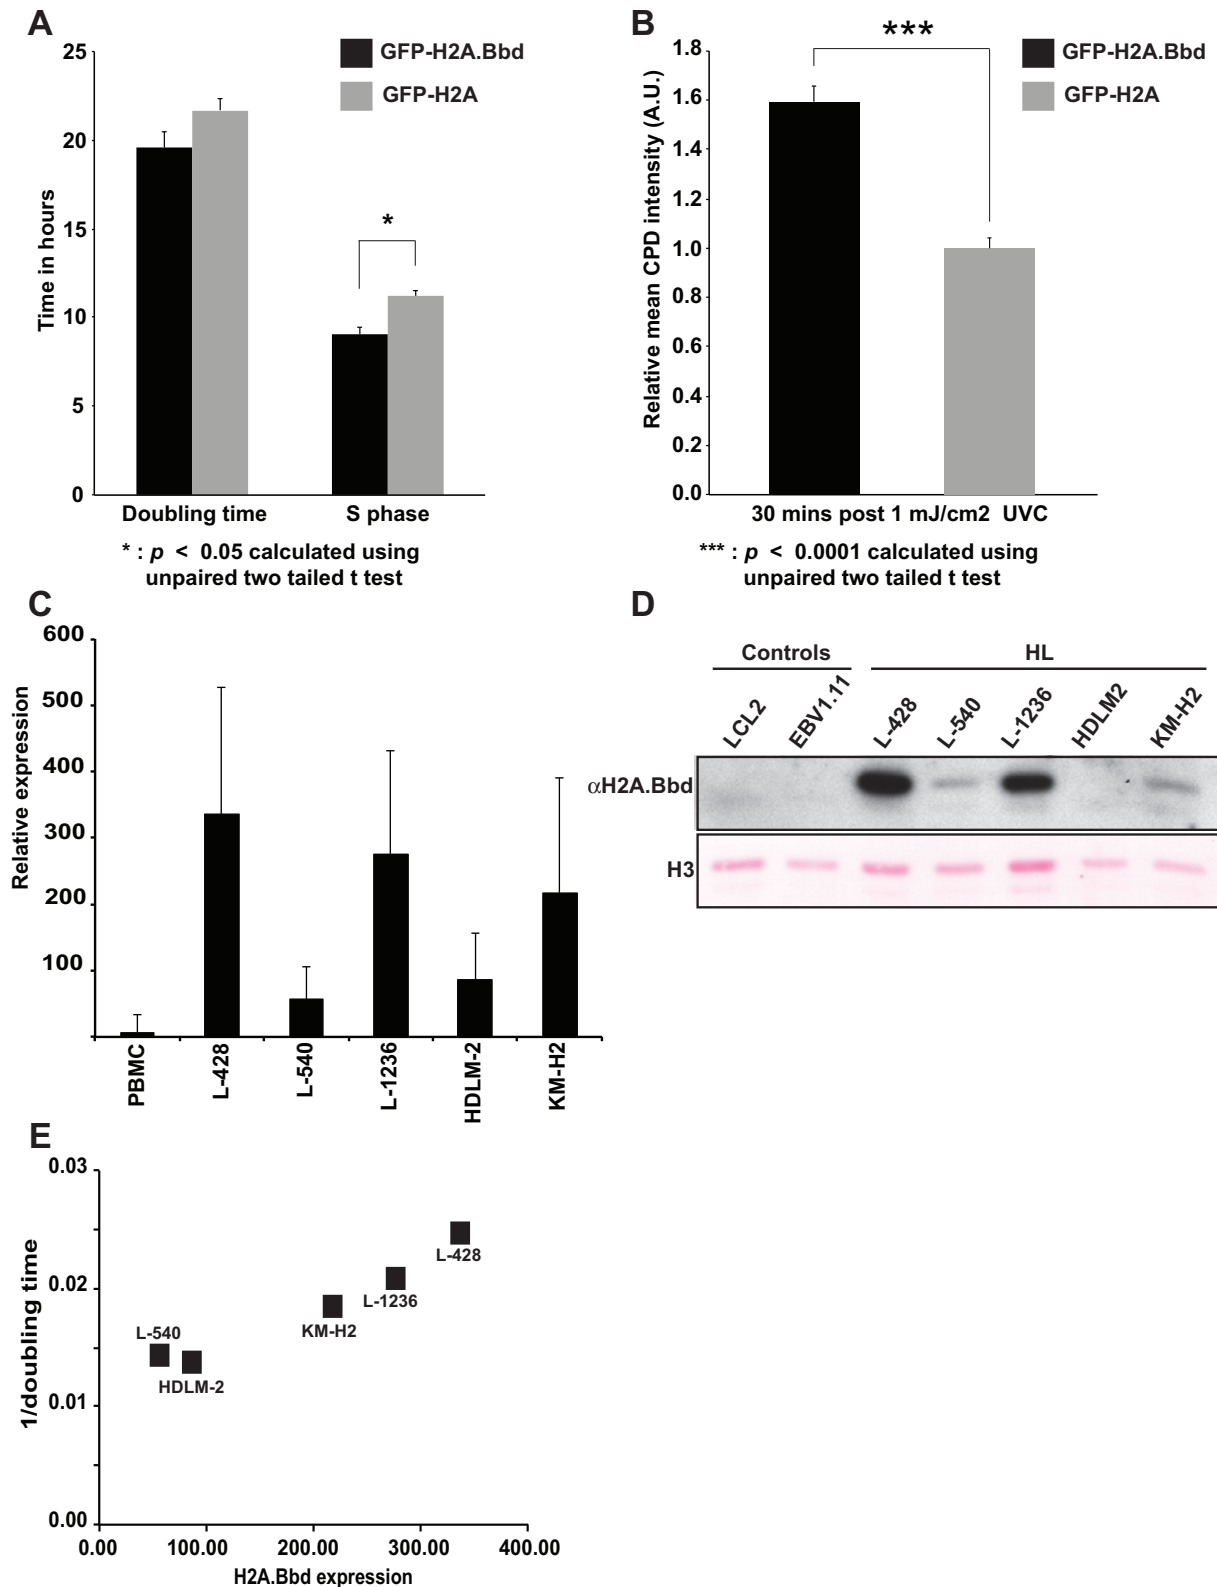 A
GFP-H2A.Bbd
GFP-H2A
Time in hours
25
20
15
10
5
0
*
Doubling time
S phase
* : p < 0.05 calculated using
unpaired two tailed t test
B
GFP-H2A.Bbd
GFP-H2A
Relative mean CPD intensity (A.U.)
1.8
1.6
1.4
1.2
1.0
0.8
0.6
0.4
0.2
0.0
***
30 mins post 1 mJ/cm2 UVC
*** : p < 0.0001 calculated using
unpaired two tailed t test
C
Relative expression
600
500
400
300
200
100
PBMC
L-428
L-540
L-1236
HDLM-2
KM-H2
D
Controls
HL
LCL2
EBV1.11
L-428
L-540
L-1236
HDLM2
KM-H2
αH2A.Bbd
H3
E
1/doubling time
0.03
0.02
0.01
0.00
L-540
HDLM-2
KM-H2
L-1236
L-428
0.00
100.00
200.00
300.00
400.00
H2A.Bbd expression